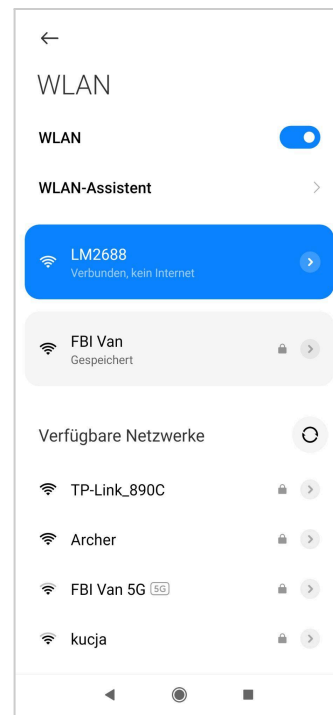 WLAN
WLAN
WLAN-Assistent
LM2688
Verbunden, kein Internet
FBI Van
Gespeichert
Verfügbare Netzwerke
TP-Link_890C
Archer
FBI Van 5G 5G
kucja